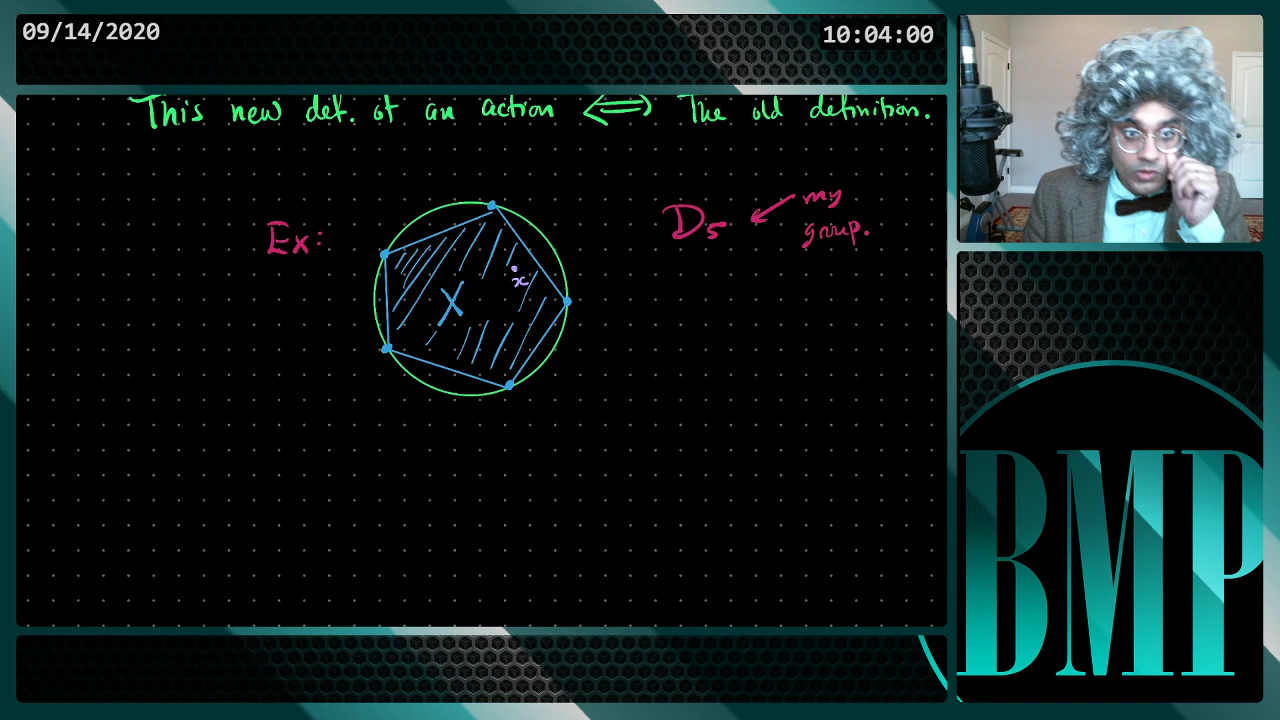 09/14/2020
10:04:00
This new def. of an action ⟺ The old definition.
Ex:
X
x
D₅
my
group.
BMP